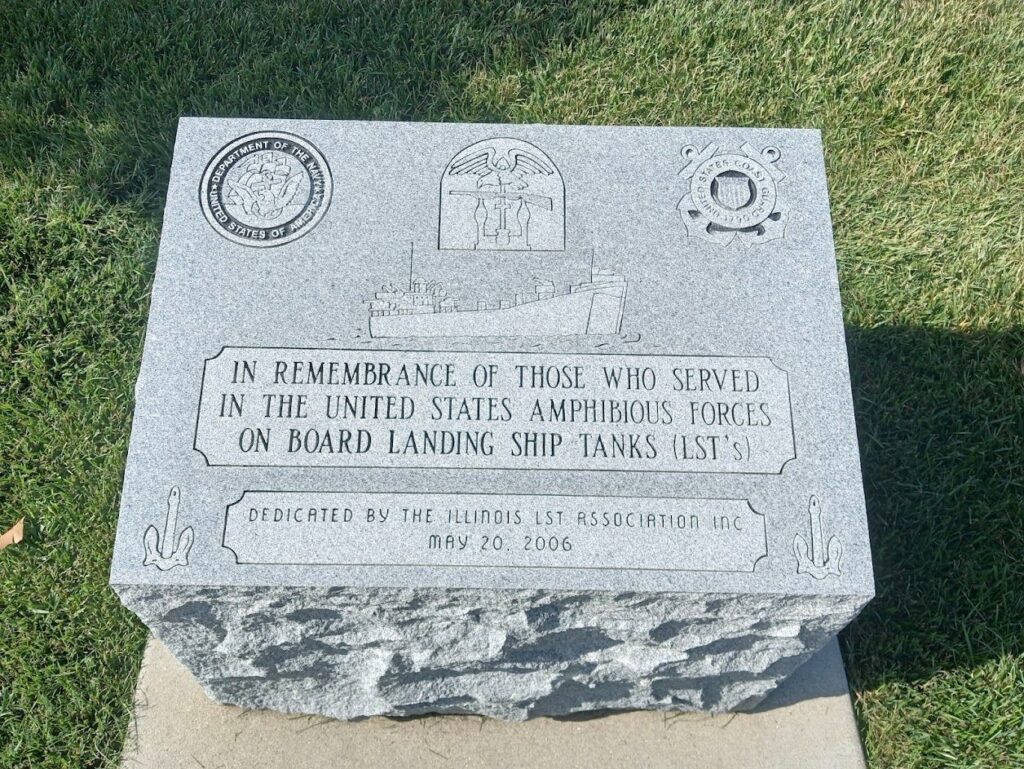 DEPARTMENT OF THE NAVY
UNITED STATES OF AMERICA
UNITED STATES COAST GUARD
IN REMEMBRANCE OF THOSE WHO SERVED
IN THE UNITED STATES AMPHIBIOUS FORCES
ON BOARD LANDING SHIP TANKS (LST's)
DEDICATED BY THE ILLINOIS LST ASSOCIATION INC
MAY 20, 2006